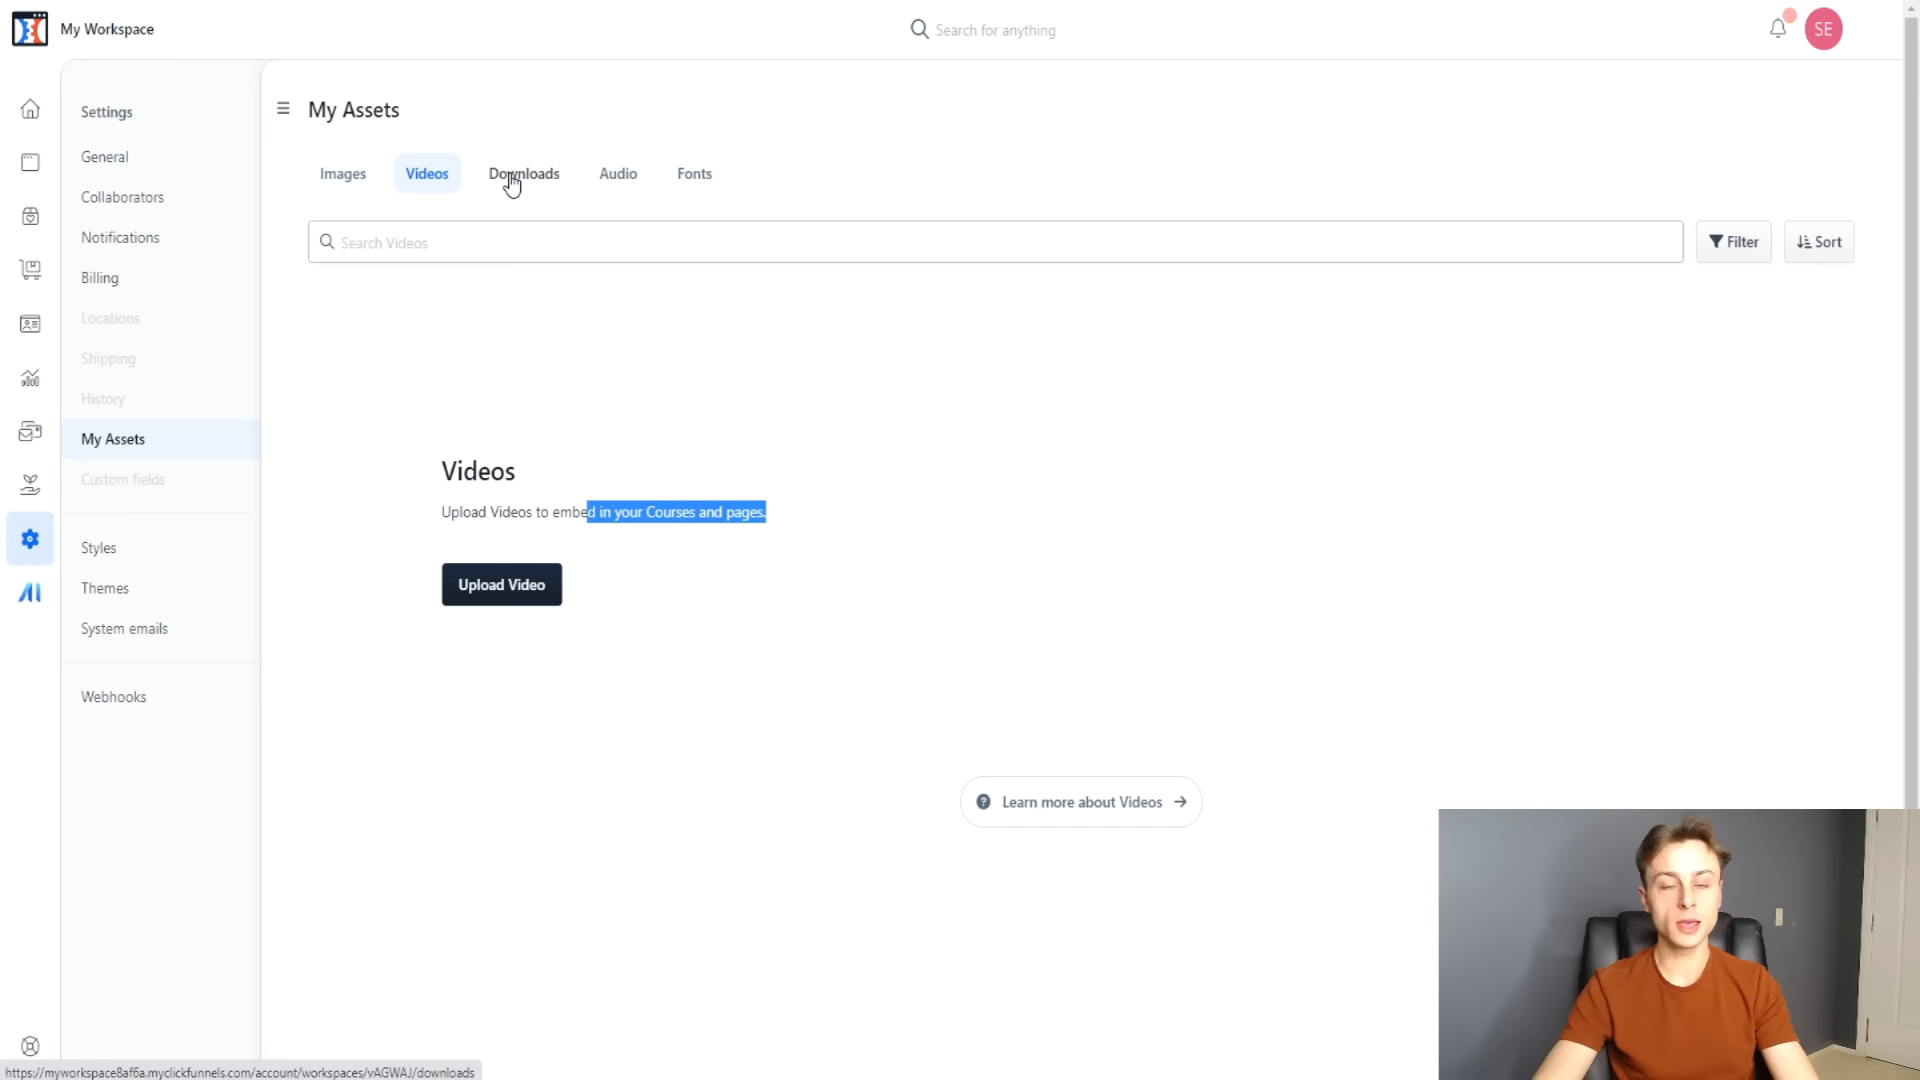 My Workspace
Search for anything
SE
Settings
General
Collaborators
Notifications
Billing
Locations
Shipping
History
My Assets
Custom fields
Styles
Themes
System emails
Webhooks
AI
My Assets
Images
Videos
Downloads
Audio
Fonts
Search Videos
Filter
Sort
Videos
Upload Videos to embed in your Courses and pages.
Upload Video
Learn more about Videos
https://myworkspace8af6a.myclickfunnels.com/account/workspaces/vAGWAJ/downloads